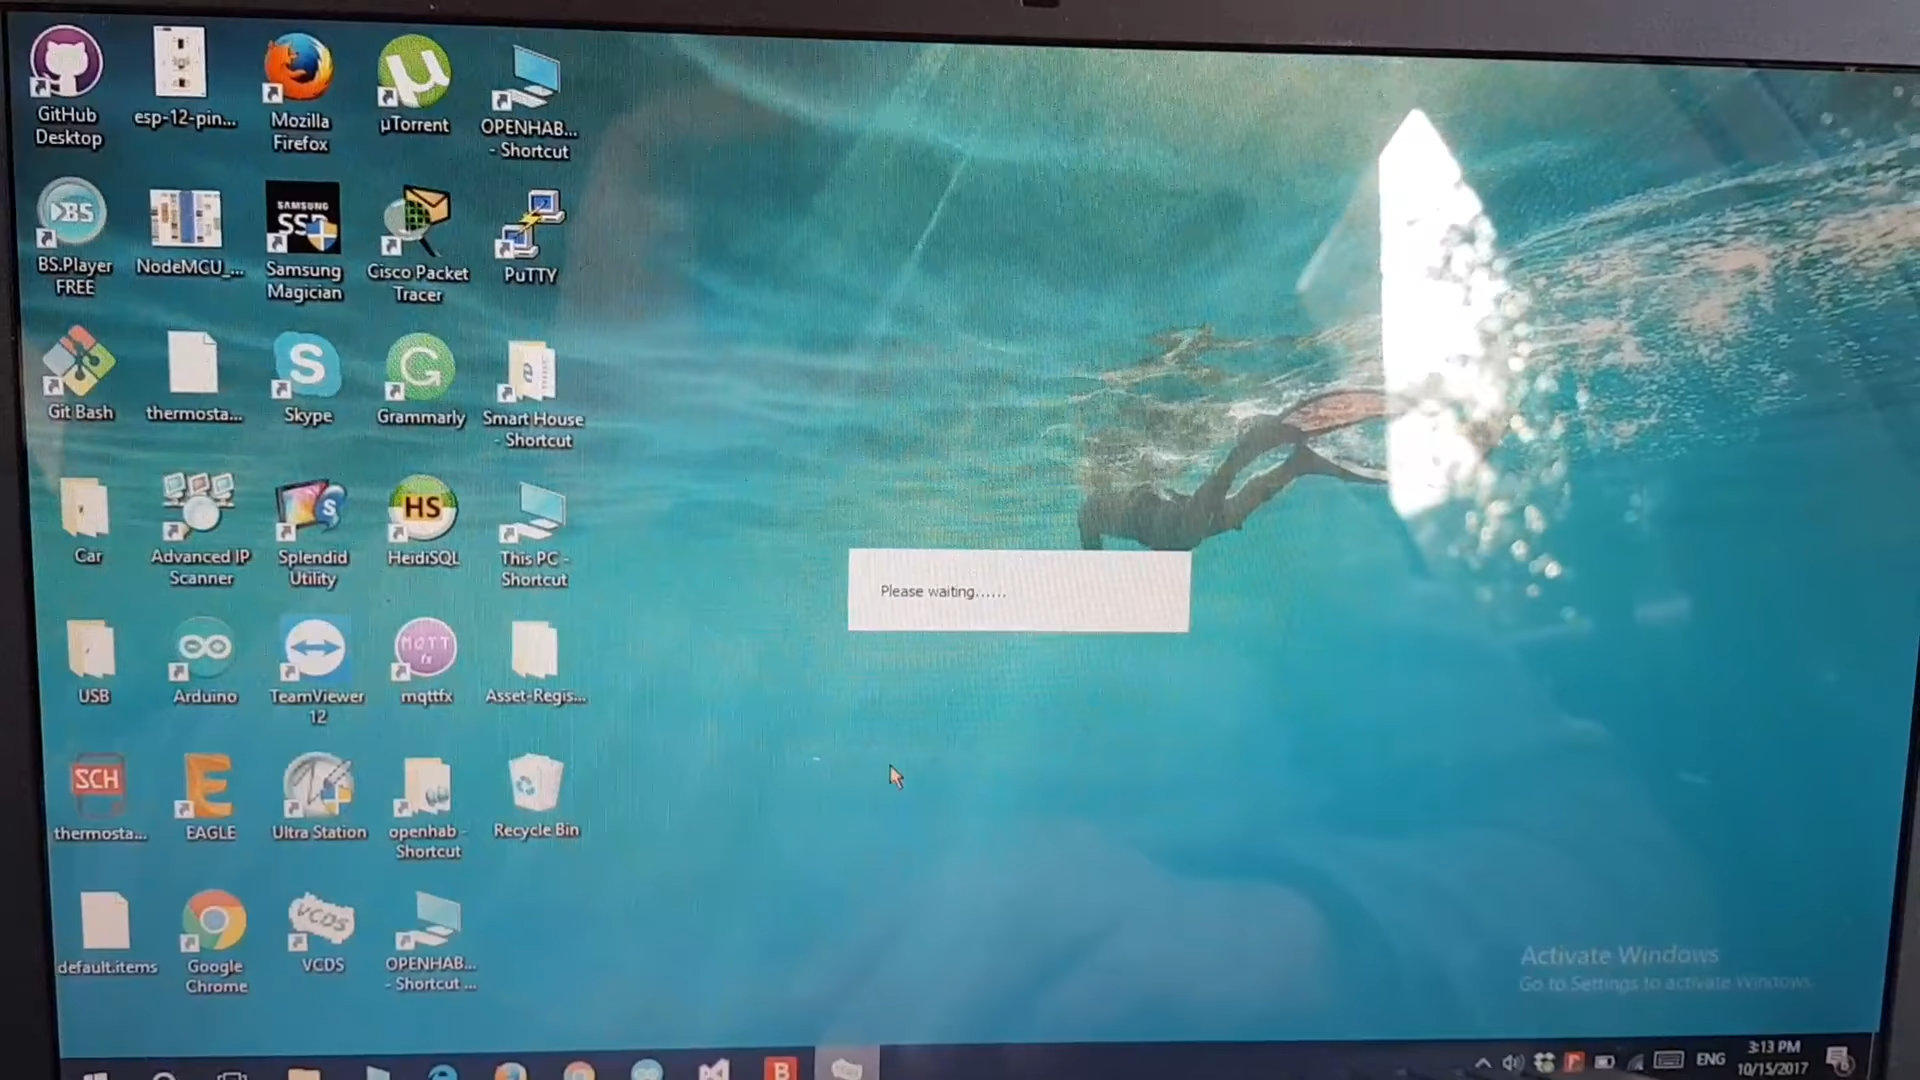 GitHub
Desktop
esp-12-pin...
Mozilla
Firefox
µTorrent
OPENHAB...
- Shortcut
BS
BS.Player
FREE
NodeMCU_...
SAMSUNG
SSD
Samsung
Magician
Cisco Packet
Tracer
PuTTY
Git Bash
thermosta...
S
Skype
G
Grammarly
Smart House
- Shortcut
Car
Advanced IP
Scanner
S
Splendid
Utility
HS
HeidiSQL
This PC -
Shortcut
Please waiting......
USB
Arduino
TeamViewer
12
MQTT
fx
mqttfx
Asset-Regis...
SCH
thermosta...
E
EAGLE
Ultra Station
openhab -
Shortcut
Recycle Bin
default.items
Google
Chrome
VCDS
VCDS
OPENHAB...
- Shortcut ...
Activate Windows
Go to Settings to activate Windows.
B
ENG
3:13 PM
10/15/2017